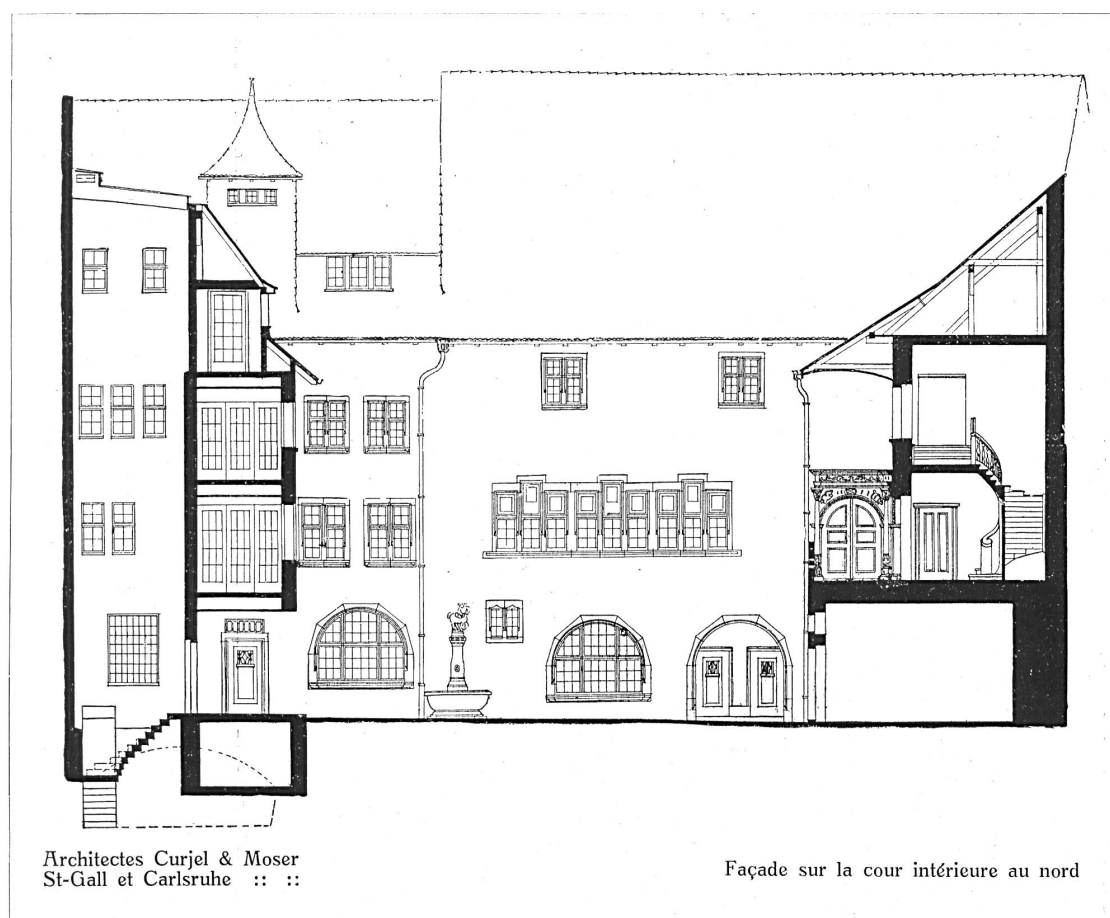 Architectes Curjel & Moser
St-Gall et Carlsruhe :: ::
Façade sur la cour intérieure au nord